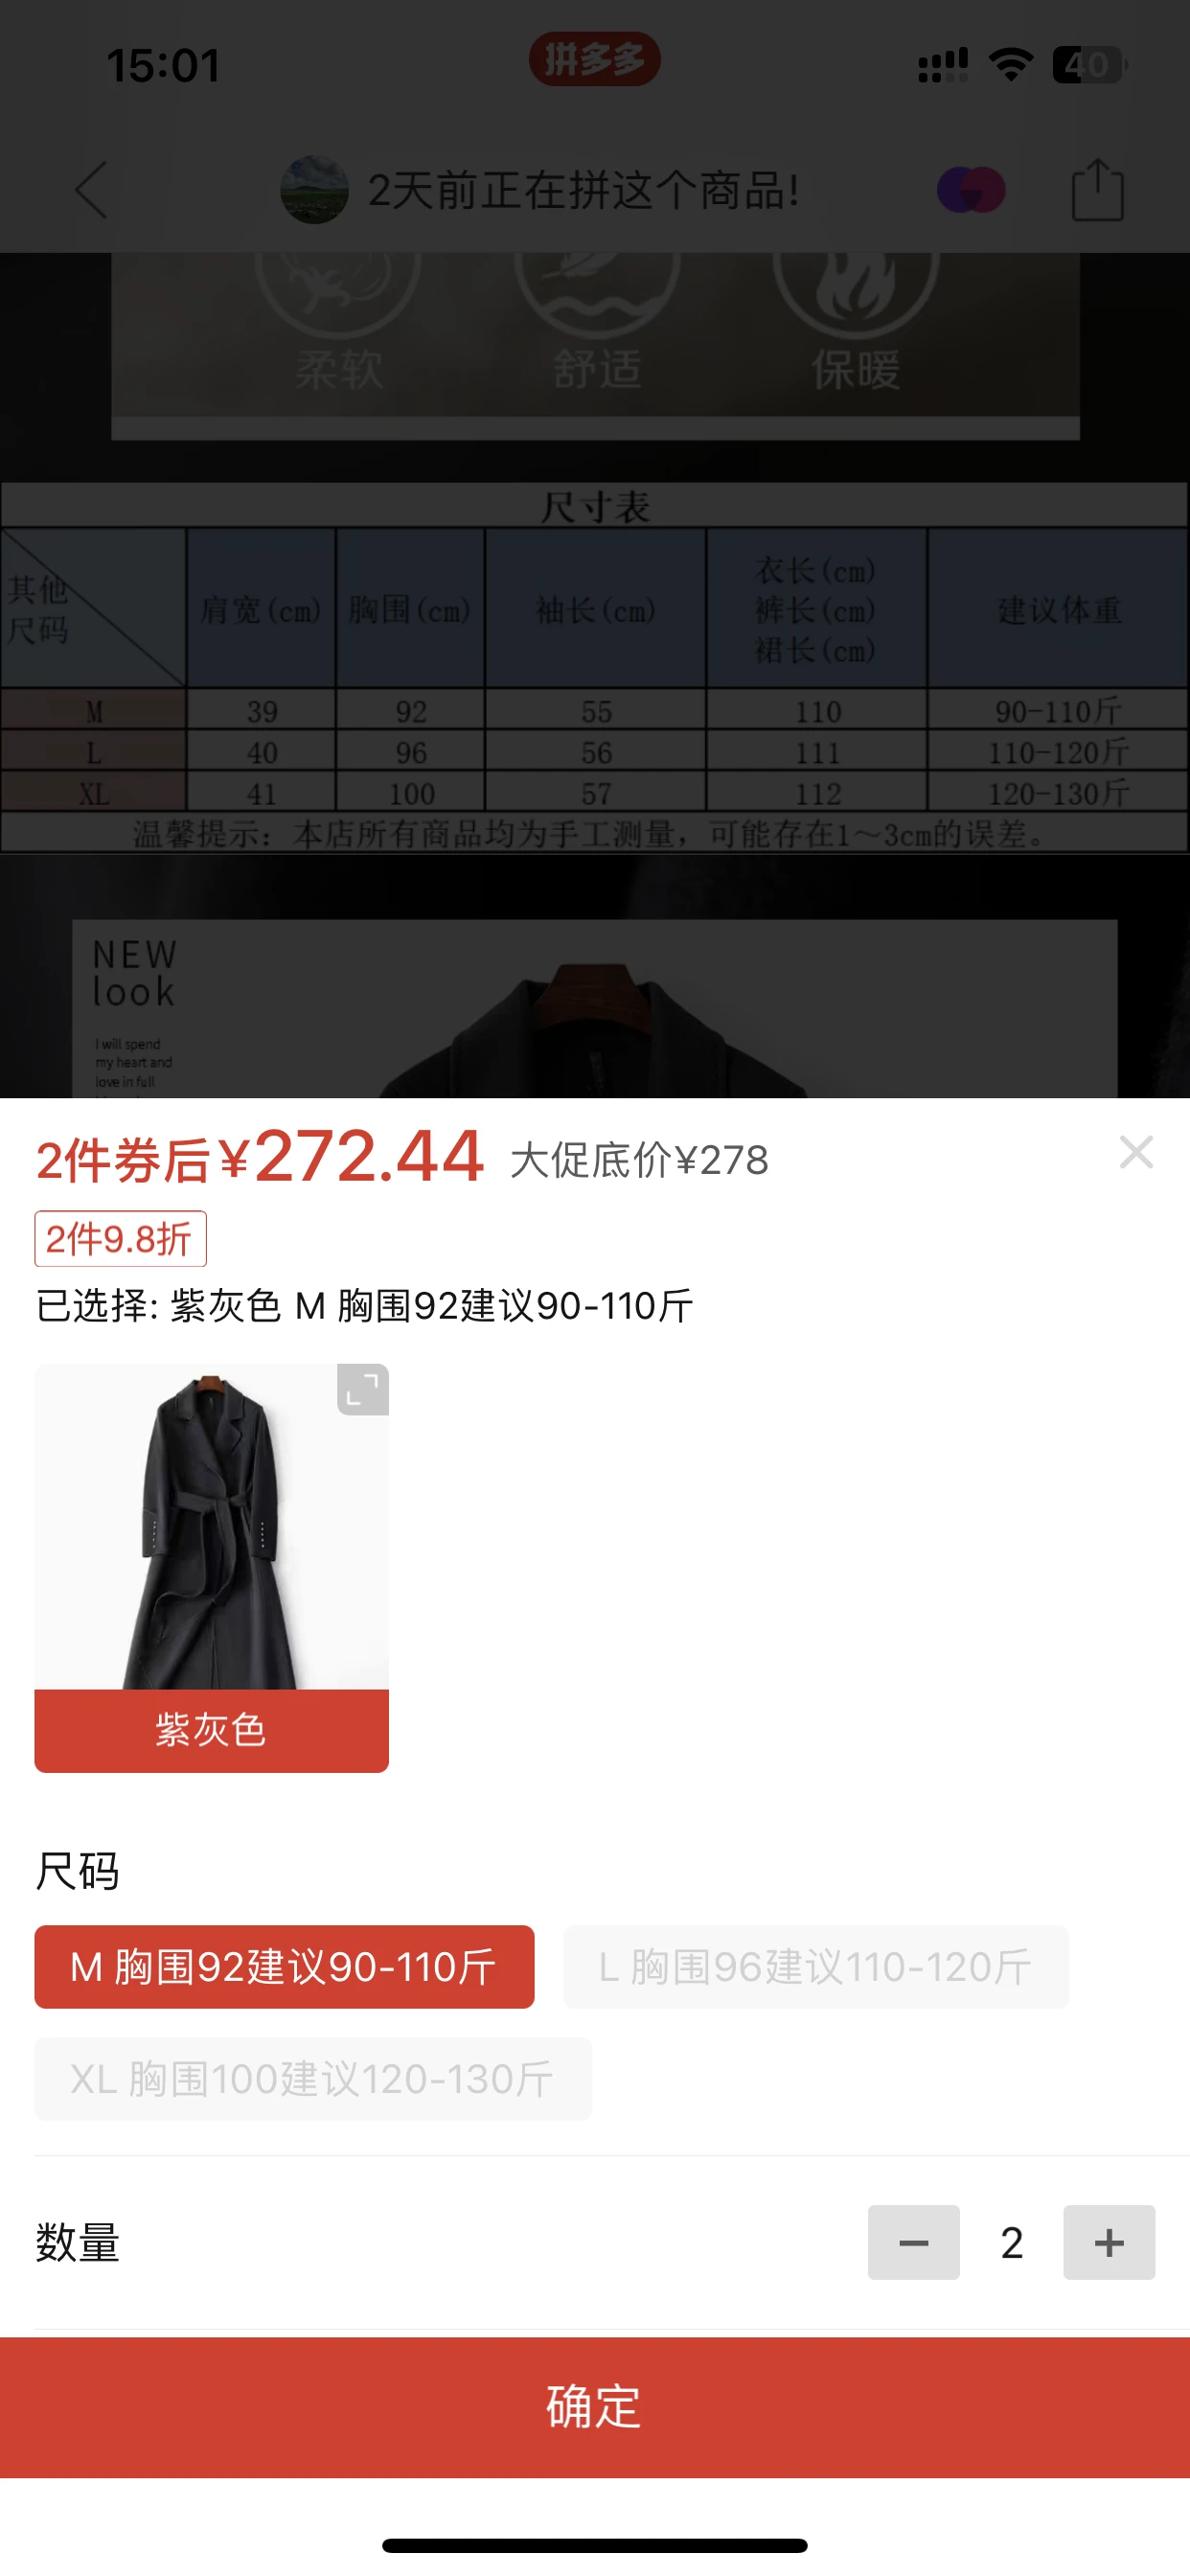 15:01
拼多多
40
2天前正在拼这个商品!
柔软 舒适 保暖
尺寸表
其他
尺码
肩宽(cm) 胸围(cm) 袖长(cm) 衣长(cm) 裤长(cm) 裙长(cm) 建议体重
M 39 92 55 110 90-110斤
L 40 96 56 111 110-120斤
XL 41 100 57 112 120-130斤
温馨提示：本店所有商品均为手工测量，可能存在1～3cm的误差。
NEW
look
I will spend
my heart and
love in full
2件券后¥272.44 大促底价¥278
2件9.8折
已选择: 紫灰色 M 胸围92建议90-110斤
紫灰色
尺码
M 胸围92建议90-110斤 L 胸围96建议110-120斤
XL 胸围100建议120-130斤
数量 2
确定